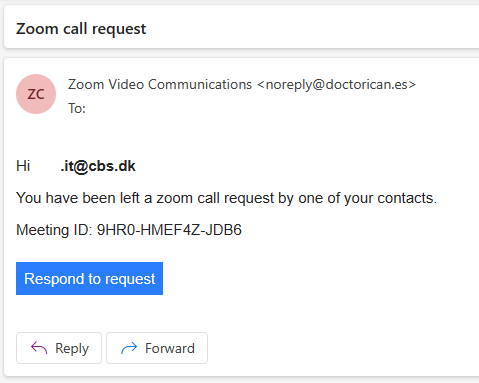 Zoom call request
ZC
Zoom Video Communications <noreply@doctorican.es>
To:
Hi .it@cbs.dk
You have been left a zoom call request by one of your contacts.
Meeting ID: 9HR0-HMEF4Z-JDB6
Respond to request
Reply
Forward